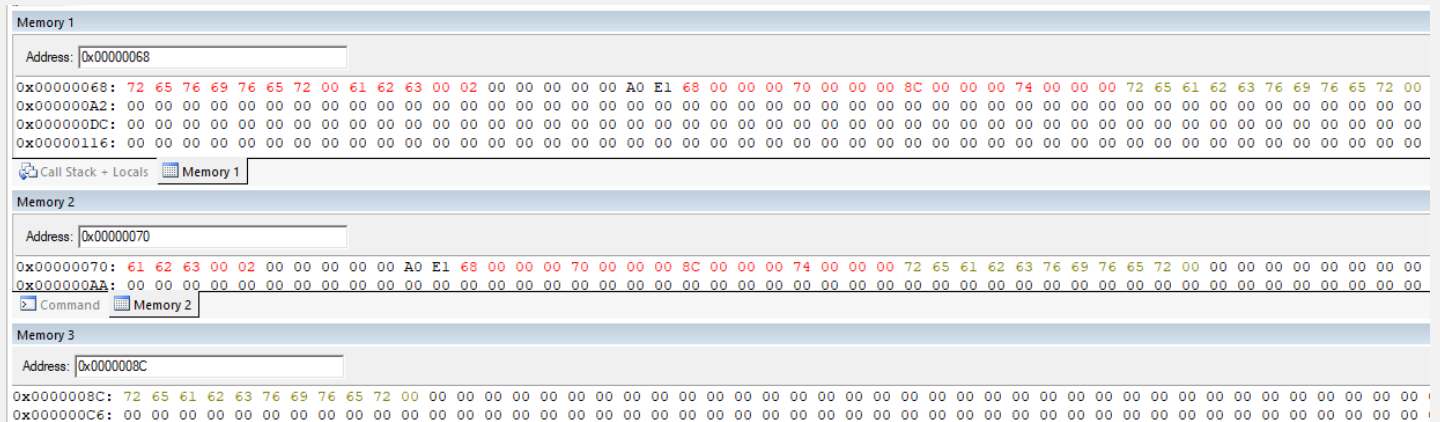 Memory 1
Address: 0x00000068
0x00000068: 72 65 76 69 76 65 72 00 61 62 63 00 02 00 00 00 00 00 A0 E1 68 00 00 00 70 00 00 00 8C 00 00 00 74 00 00 00 72 65 61 62 63 76 69 76 65 72 00
0x000000A2: 00 00 00 00 00 00 00 00 00 00 00 00 00 00 00 00 00 00 00 00 00 00 00 00 00 00 00 00 00 00 00 00 00 00 00 00 00 00 00 00 00 00 00 00 00 00 00
0x000000DC: 00 00 00 00 00 00 00 00 00 00 00 00 00 00 00 00 00 00 00 00 00 00 00 00 00 00 00 00 00 00 00 00 00 00 00 00 00 00 00 00 00 00 00 00 00 00 00
0x00000116: 00 00 00 00 00 00 00 00 00 00 00 00 00 00 00 00 00 00 00 00 00 00 00 00 00 00 00 00 00 00 00 00 00 00 00 00 00 00 00 00 00 00 00 00 00 00 00
Call Stack + Locals Memory 1
Memory 2
Address: 0x00000070
0x00000070: 61 62 63 00 02 00 00 00 00 00 A0 E1 68 00 00 00 70 00 00 00 8C 00 00 00 74 00 00 00 72 65 61 62 63 76 69 76 65 72 00 00 00 00 00 00 00 00 00
0x000000AA: 00 00 00 00 00 00 00 00 00 00 00 00 00 00 00 00 00 00 00 00 00 00 00 00 00 00 00 00 00 00 00 00 00 00 00 00 00 00 00 00 00 00 00 00 00 00 00
Command Memory 2
Memory 3
Address: 0x0000008C
0x0000008C: 72 65 61 62 63 76 69 76 65 72 00 00 00 00 00 00 00 00 00 00 00 00 00 00 00 00 00 00 00 00 00 00 00 00 00 00 00 00 00 00 00 00 00 00 00 00 00
0x000000C6: 00 00 00 00 00 00 00 00 00 00 00 00 00 00 00 00 00 00 00 00 00 00 00 00 00 00 00 00 00 00 00 00 00 00 00 00 00 00 00 00 00 00 00 00 00 00 00